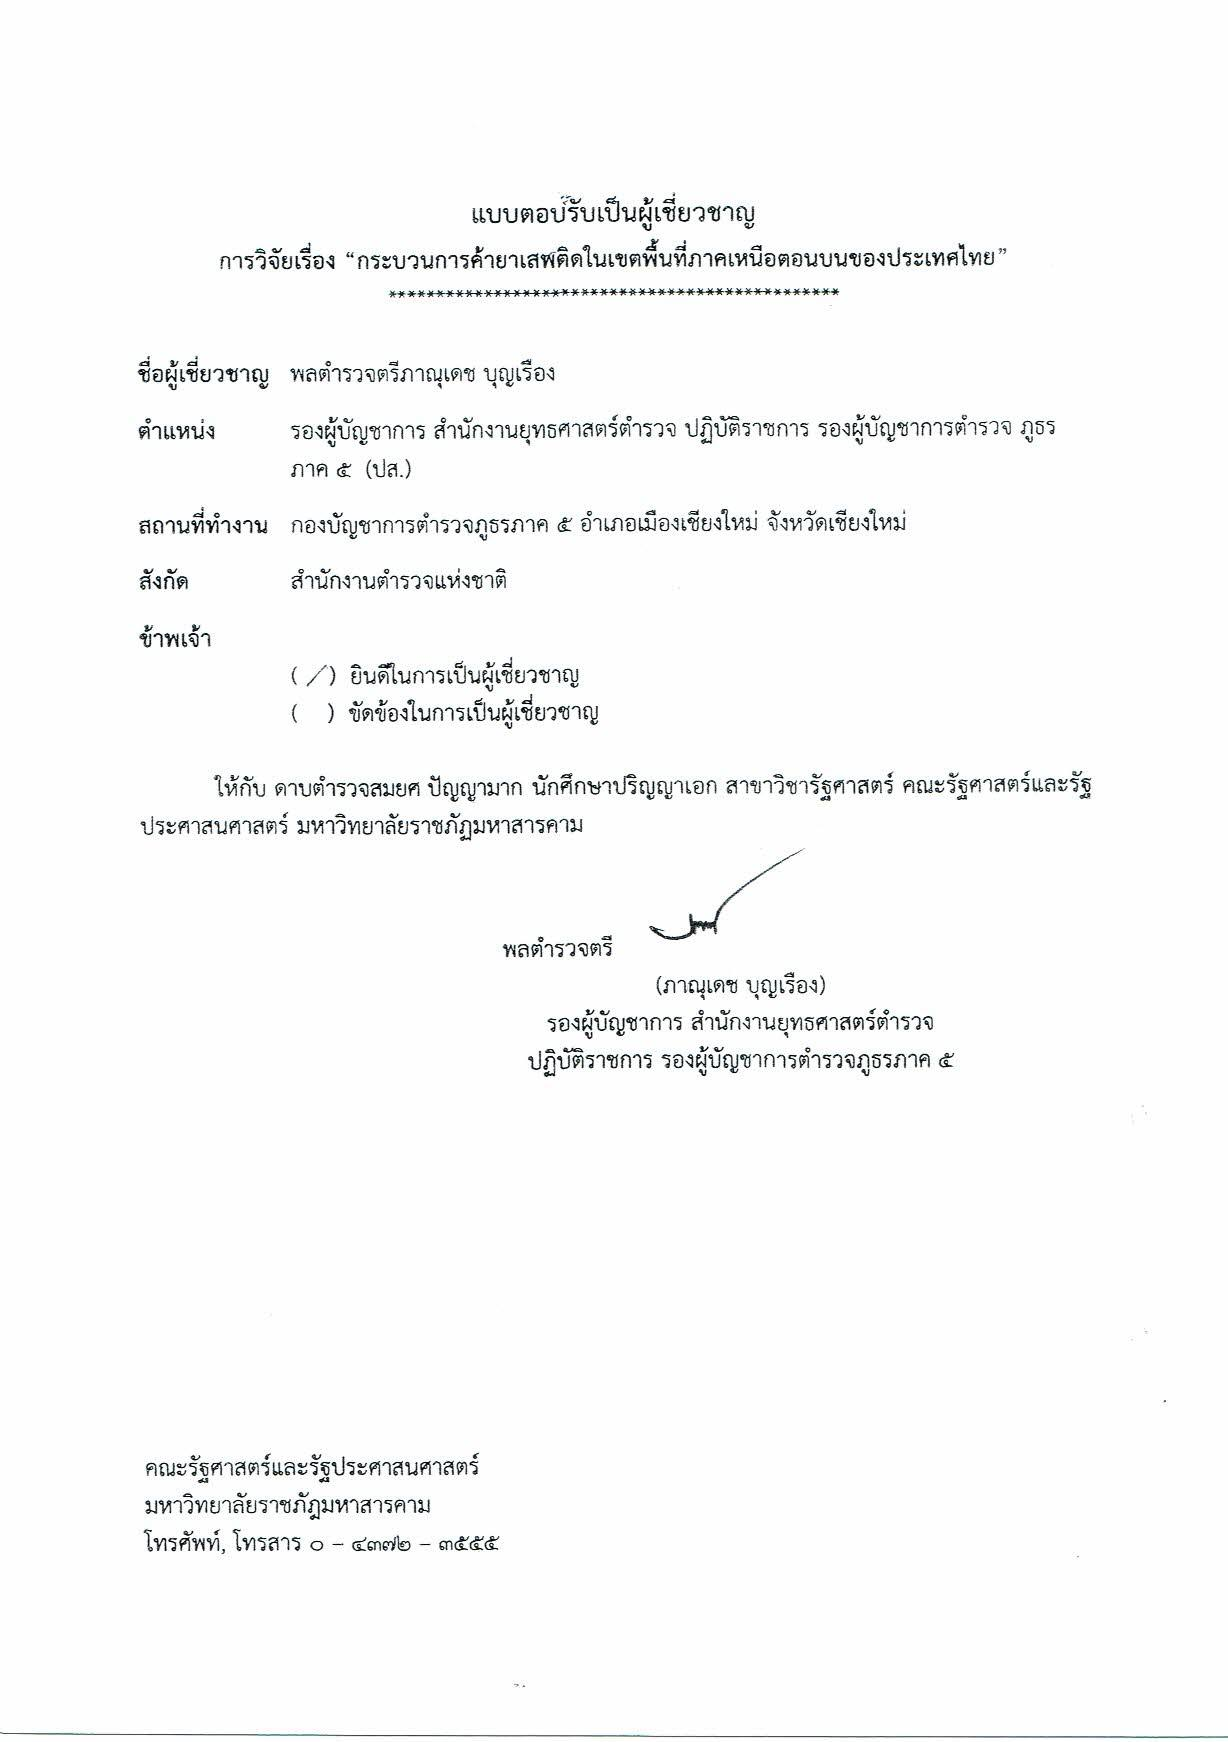 แบบตอบรับเป็นผู้เชี่ยวชาญ
การวิจัยเรื่อง “กระบวนการค้ายาเสพติดในเขตพื้นที่ภาคเหนือตอนบนของประเทศไทย”
**********************************************
ชื่อผู้เชี่ยวชาญ พลตำรวจตรีภาณุเดช บุญเรือง
ตำแหน่ง รองผู้บัญชาการ สำนักงานยุทธศาสตร์ตำรวจ ปฏิบัติราชการ รองผู้บัญชาการตำรวจ ภูธร
ภาค ๕ (ปส.)
สถานที่ทำงาน กองบัญชาการตำรวจภูธรภาค ๕ อำเภอเมืองเชียงใหม่ จังหวัดเชียงใหม่
สังกัด สำนักงานตำรวจแห่งชาติ
ข้าพเจ้า
( / ) ยินดีในการเป็นผู้เชี่ยวชาญ
( ) ขัดข้องในการเป็นผู้เชี่ยวชาญ
ให้กับ ดาบตำรวจสมยศ ปัญญามาก นักศึกษาปริญญาเอก สาขาวิชารัฐศาสตร์ คณะรัฐศาสตร์และรัฐ
ประศาสนศาสตร์ มหาวิทยาลัยราชภัฏมหาสารคาม
พลตำรวจตรี
(ภาณุเดช บุญเรือง)
รองผู้บัญชาการ สำนักงานยุทธศาสตร์ตำรวจ
ปฏิบัติราชการ รองผู้บัญชาการตำรวจภูธรภาค ๕
คณะรัฐศาสตร์และรัฐประศาสนศาสตร์
มหาวิทยาลัยราชภัฏมหาสารคาม
โทรศัพท์, โทรสาร ๐ – ๔๓๗๒ – ๓๕๕๕